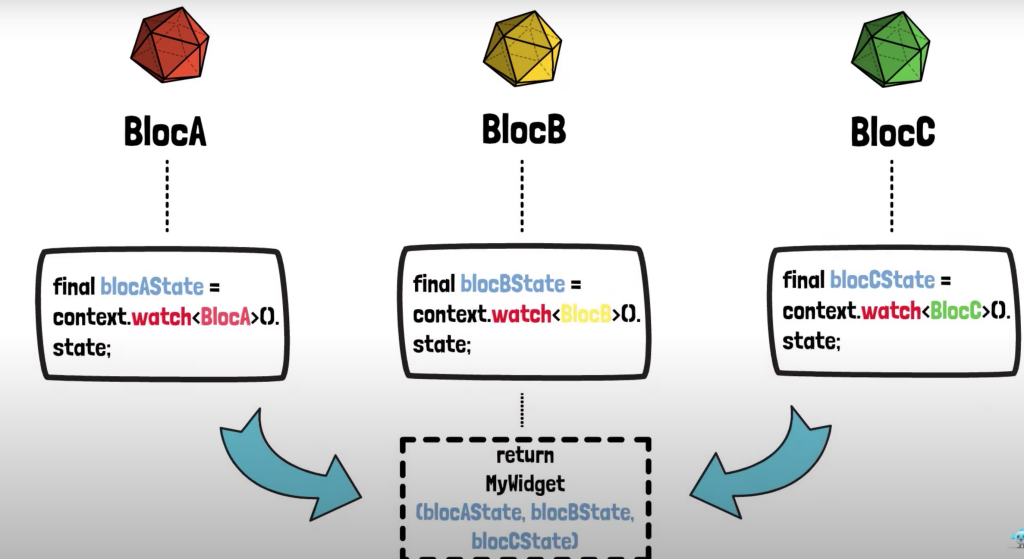 BlocA
BlocB
BlocC
final blocAState =
context.watch<BlocA>().
state;
final blocBState =
context.watch<BlocB>().
state;
final blocCState =
context.watch<BlocC>().
state;
return
MyWidget
(blocAState, blocBState,
blocCState)